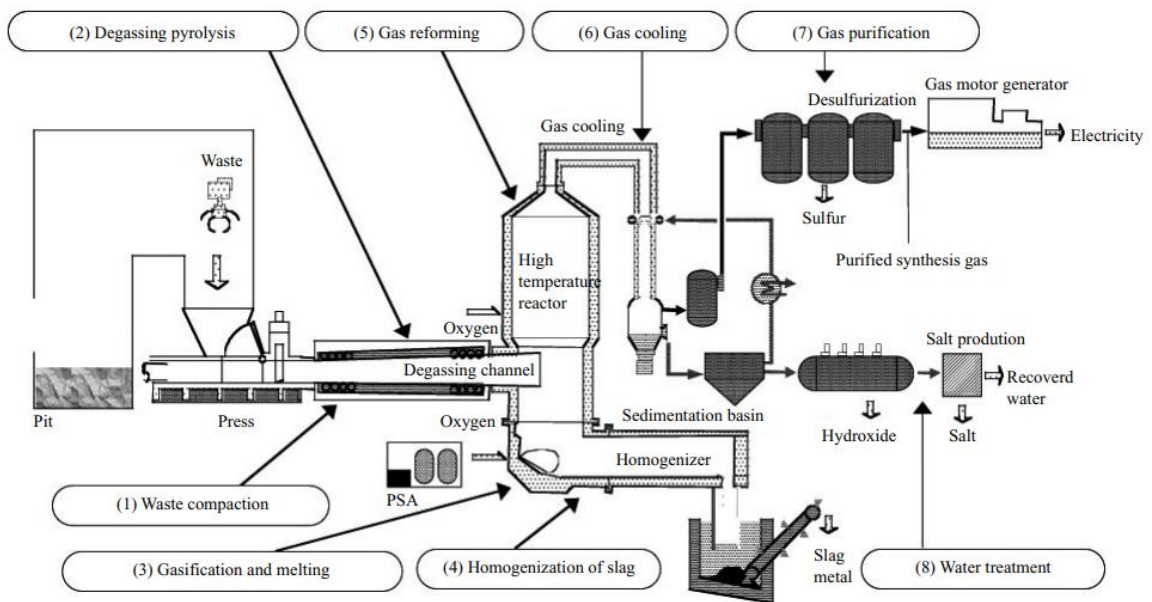 (2) Degassing pyrolysis
(5) Gas reforming
(6) Gas cooling
(7) Gas purification
Gas motor generator
Desulfurization
Gas cooling
Electricity
Waste
Sulfur
Purified synthesis gas
High
temperature
reactor
Oxygen
Degassing channel
Salt prodution
Recoverd
water
Pit
Press
Oxygen
Sedimentation basin
Hydroxide
Salt
Homogenizer
PSA
(1) Waste compaction
Slag
metal
(3) Gasification and melting
(4) Homogenization of slag
(8) Water treatment